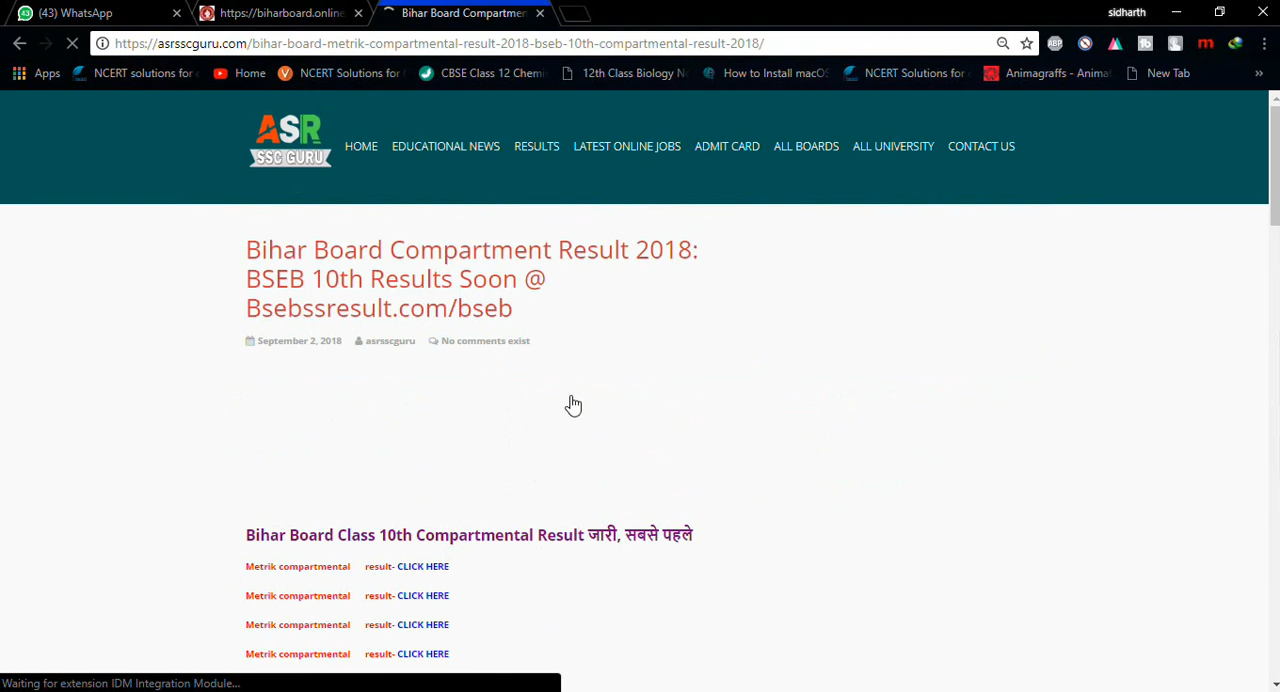 (43) WhatsApp
https://biharboard.online.
Bihar Board Compartmen
sidharth
https://asrsscguru.com/bihar-board-metrik-compartmental-result-2018-bseb-10th-compartmental-result-2018/
Apps
NCERT solutions for
Home
NCERT Solutions for
CBSE Class 12 Chemi
12th Class Biology N
How to Install macOS
NCERT Solutions for
Animagraffs - Animat
New Tab
ASR
SSC GURU
HOME
EDUCATIONAL NEWS
RESULTS
LATEST ONLINE JOBS
ADMIT CARD
ALL BOARDS
ALL UNIVERSITY
CONTACT US
Bihar Board Compartment Result 2018:
BSEB 10th Results Soon @
Bsebssresult.com/bseb
September 2, 2018 asrsscguru No comments exist
Bihar Board Class 10th Compartmental Result जारी, सबसे पहले
Metrik compartmental result- CLICK HERE
Metrik compartmental result- CLICK HERE
Metrik compartmental result- CLICK HERE
Metrik compartmental result- CLICK HERE
Waiting for extension IDM Integration Module...